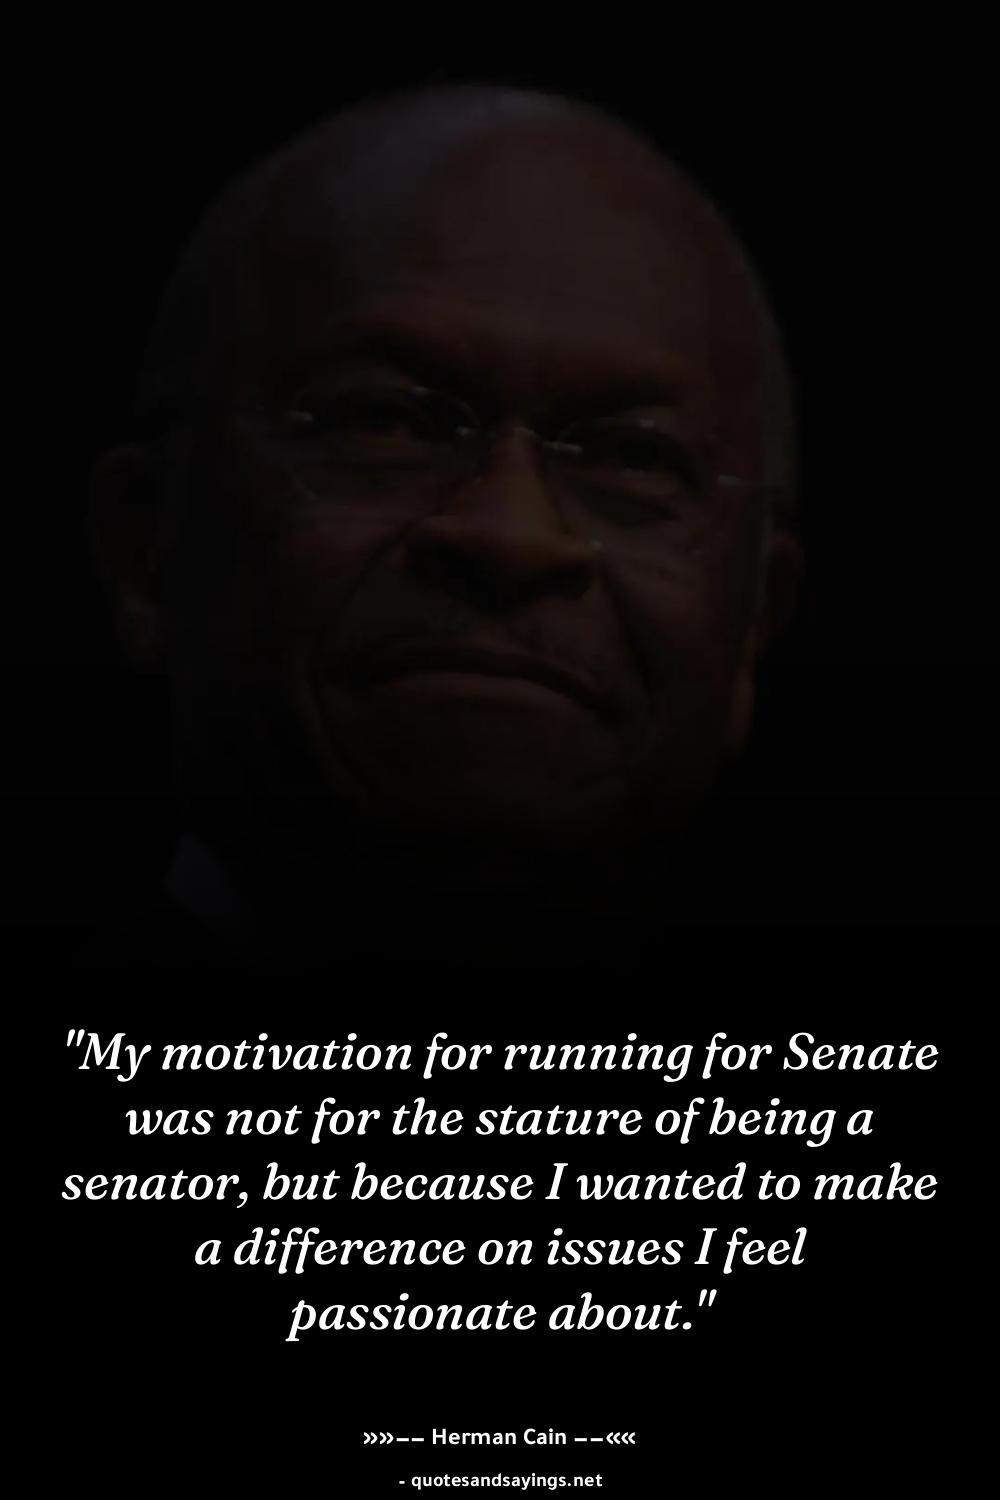 "My motivation for running for Senate
was not for the stature of being a
senator, but because I wanted to make
a difference on issues I feel
passionate about."
»»–– Herman Cain ––««
- quotesandsayings.net